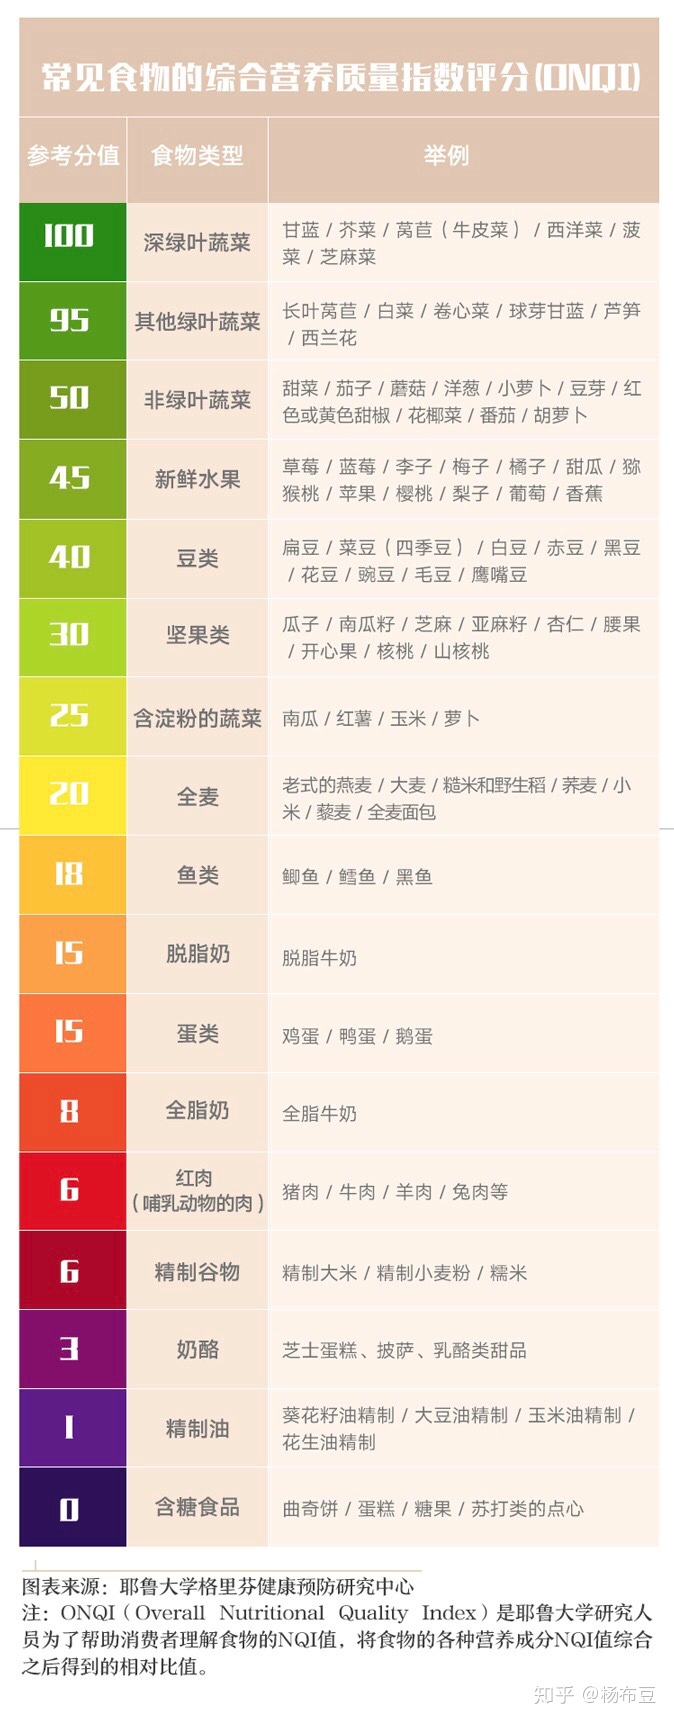 常见食物的综合营养质量指数评分(ONQI)
参考分值 食物类型 举例
100 深绿叶蔬菜 甘蓝 / 芥菜 / 莴苣（牛皮菜） / 西洋菜 / 菠
菜 / 芝麻菜
95 其他绿叶蔬菜 长叶莴苣 / 白菜 / 卷心菜 / 球芽甘蓝 / 芦笋
/ 西兰花
50 非绿叶蔬菜 甜菜 / 茄子 / 蘑菇 / 洋葱 / 小萝卜 / 豆芽 / 红
色或黄色甜椒 / 花椰菜 / 番茄 / 胡萝卜
45 新鲜水果 草莓 / 蓝莓 / 李子 / 梅子 / 橘子 / 甜瓜 / 猕
猴桃 / 苹果 / 樱桃 / 梨子 / 葡萄 / 香蕉
40 豆类 扁豆 / 菜豆（四季豆） / 白豆 / 赤豆 / 黑豆
/ 花豆 / 豌豆 / 毛豆 / 鹰嘴豆
30 坚果类 瓜子 / 南瓜籽 / 芝麻 / 亚麻籽 / 杏仁 / 腰果
/ 开心果 / 核桃 / 山核桃
25 含淀粉的蔬菜 南瓜 / 红薯 / 玉米 / 萝卜
20 全麦 老式的燕麦 / 大麦 / 糙米和野生稻 / 荞麦 / 小
米 / 藜麦 / 全麦面包
18 鱼类 鲫鱼 / 鳕鱼 / 黑鱼
15 脱脂奶 脱脂牛奶
15 蛋类 鸡蛋 / 鸭蛋 / 鹅蛋
8 全脂奶 全脂牛奶
6 红肉
（哺乳动物的肉） 猪肉 / 牛肉 / 羊肉 / 兔肉等
6 精制谷物 精制大米 / 精制小麦粉 / 糯米
3 奶酪 芝士蛋糕、披萨、乳酪类甜品
1 精制油 葵花籽油精制 / 大豆油精制 / 玉米油精制 /
花生油精制
0 含糖食品 曲奇饼 / 蛋糕 / 糖果 / 苏打类的点心
图表来源：耶鲁大学格里芬健康预防研究中心
注：ONQI（Overall Nutritional Quality Index）是耶鲁大学研究人
员为了帮助消费者理解食物的NQI值，将食物的各种营养成分NQI值综合
之后得到的相对比值。
知乎 @杨布豆